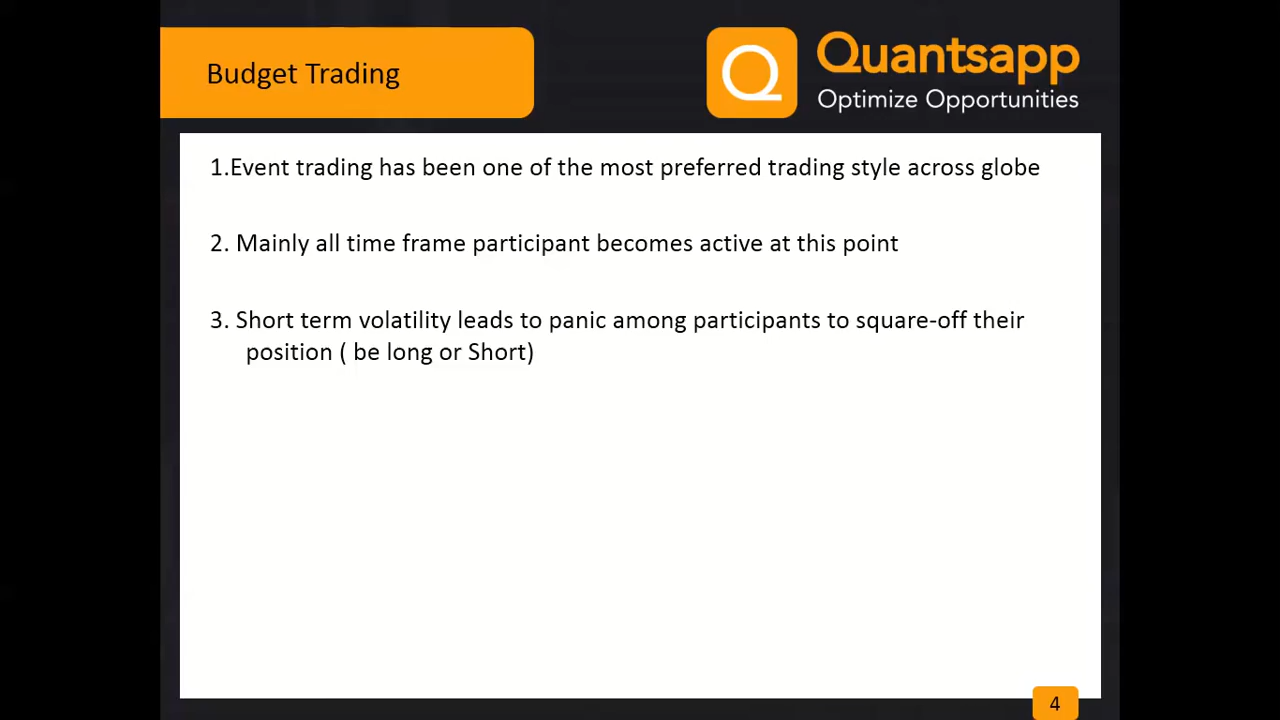 Budget Trading
Q
Quantsapp
Optimize Opportunities
1.Event trading has been one of the most preferred trading style across globe
2. Mainly all time frame participant becomes active at this point
3. Short term volatility leads to panic among participants to square-off their
position ( be long or Short)
4